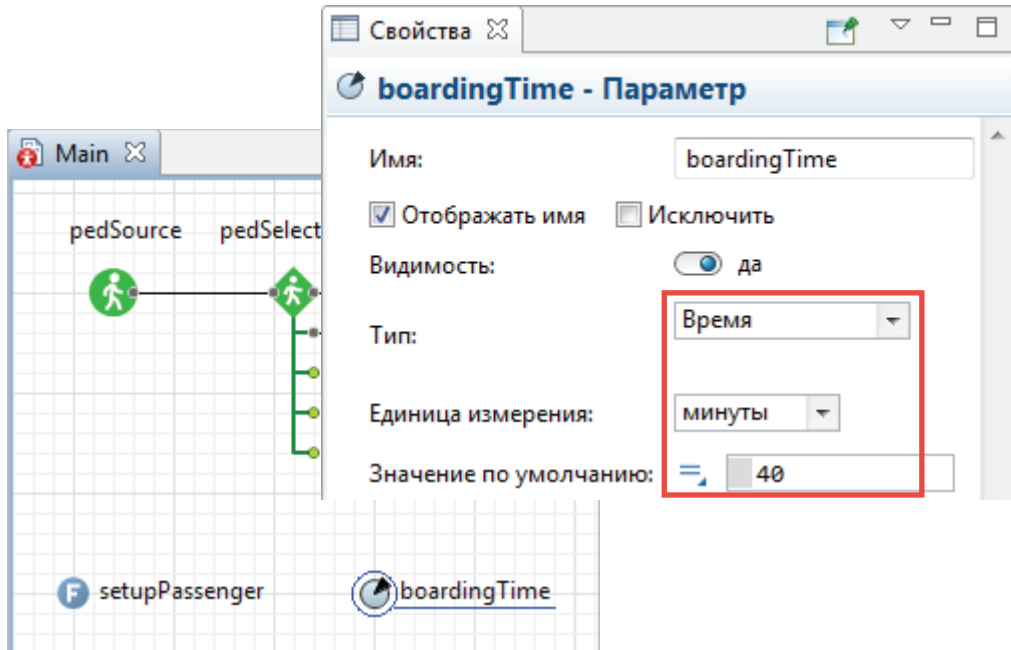 Свойства
boardingTime - Параметр
Main
Имя: boardingTime
Отображать имя Исключить
pedSource pedSelect
Видимость: да
Тип: Время
Единица измерения: минуты
Значение по умолчанию: 40
F setupPassenger boardingTime